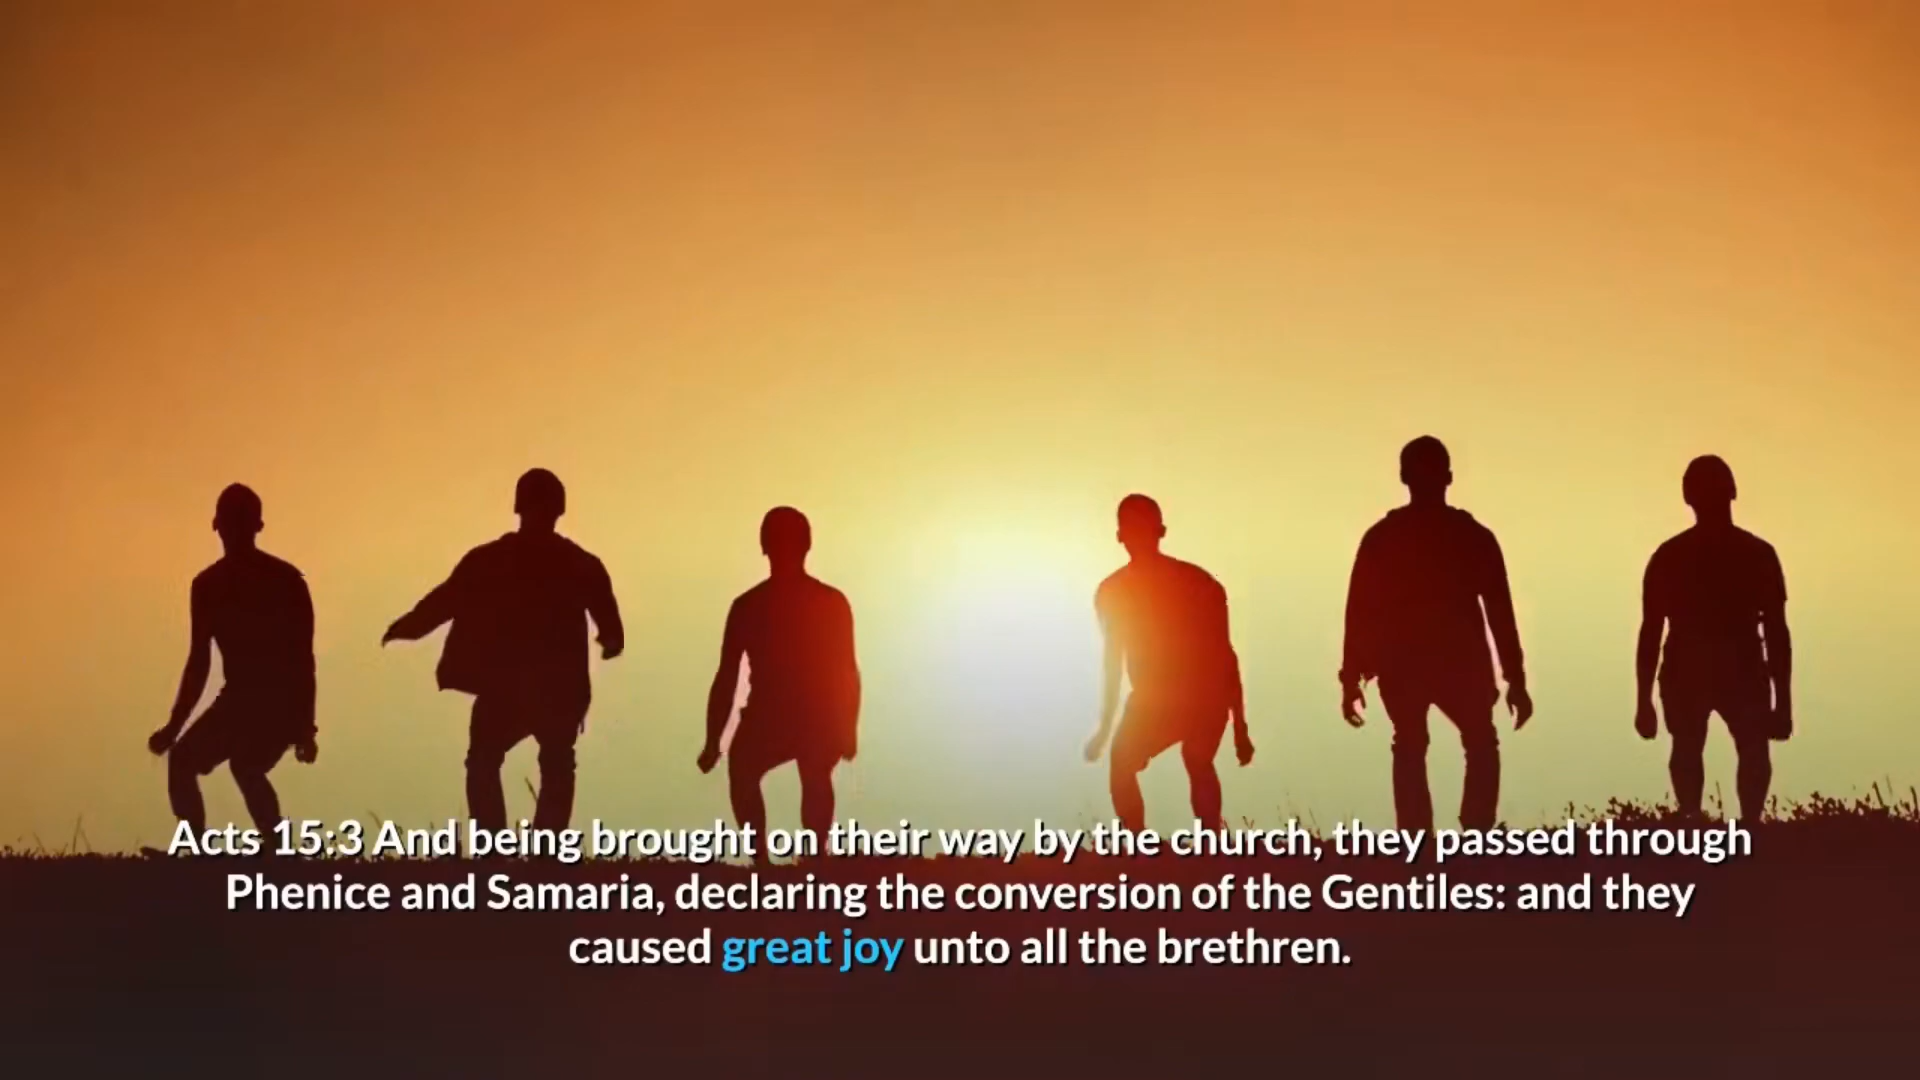 Acts 15:3 And being brought on their way by the church, they passed through
Phenice and Samaria, declaring the conversion of the Gentiles: and they
caused great joy unto all the brethren.